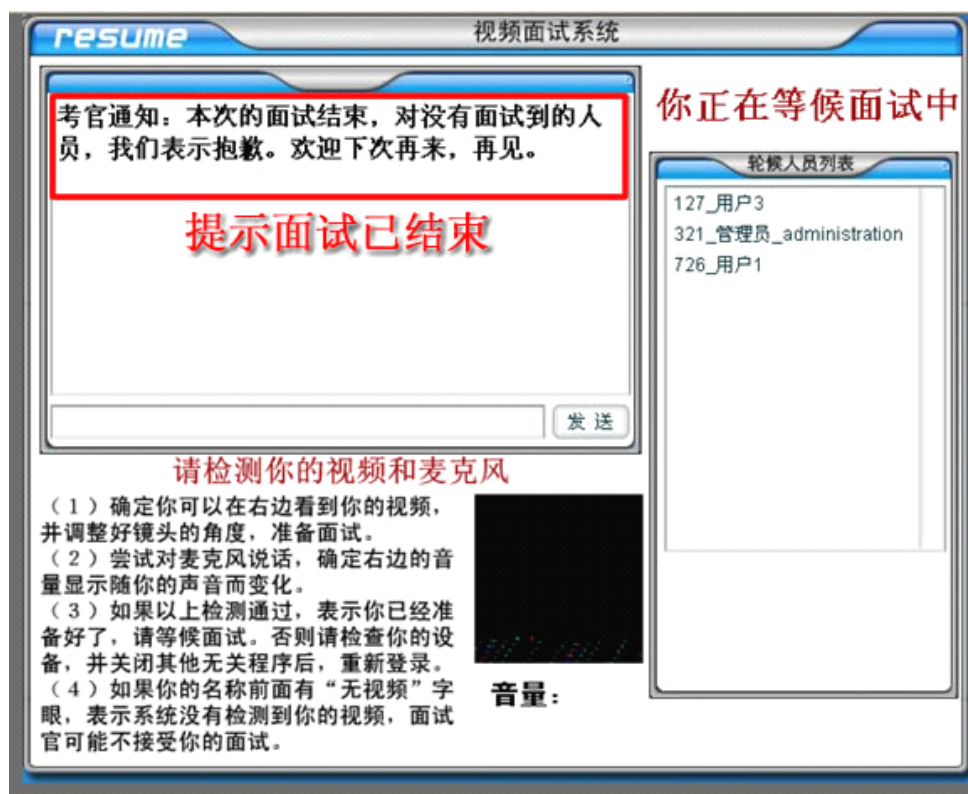 resume
视频面试系统
考官通知：本次的面试结束，对没有面试到的人
员，我们表示抱歉。欢迎下次再来，再见。
提示面试已结束
发 送
你正在等候面试中
轮候人员列表
127_用户3
321_管理员_administration
726_用户1
请检测你的视频和麦克风
（1）确定你可以在右边看到你的视频，
并调整好镜头的角度，准备面试。
（2）尝试对麦克风说话，确定右边的音
量显示随你的声音而变化。
（3）如果以上检测通过，表示你已经准
备好了，请等候面试。否则请检查你的设
备，并关闭其他无关程序后，重新登录。
（4）如果你的名称前面有“无视频”字
眼，表示系统没有检测到你的视频，面试
官可能不接受你的面试。
音量：